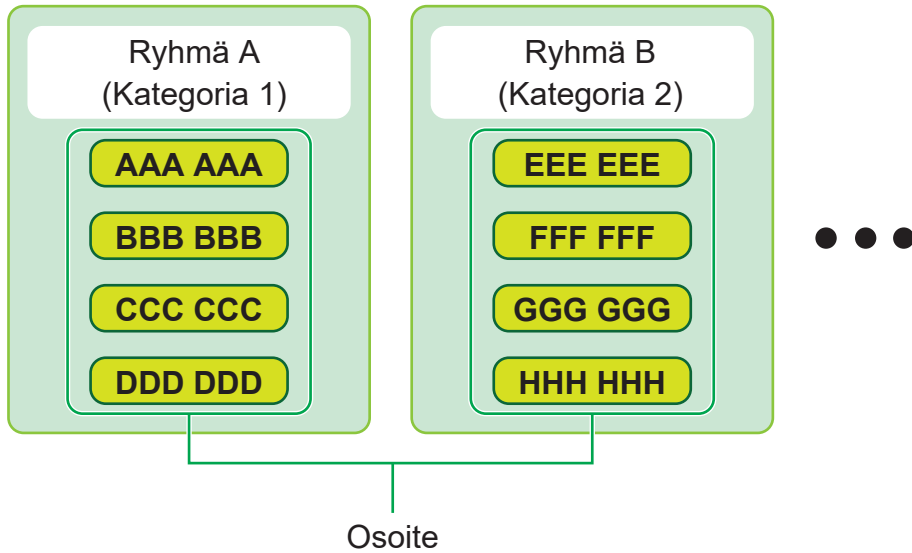 Ryhmä A
(Kategoria 1)
AAA AAA
BBB BBB
CCC CCC
DDD DDD
Ryhmä B
(Kategoria 2)
EEE EEE
FFF FFF
GGG GGG
HHH HHH
Osoite